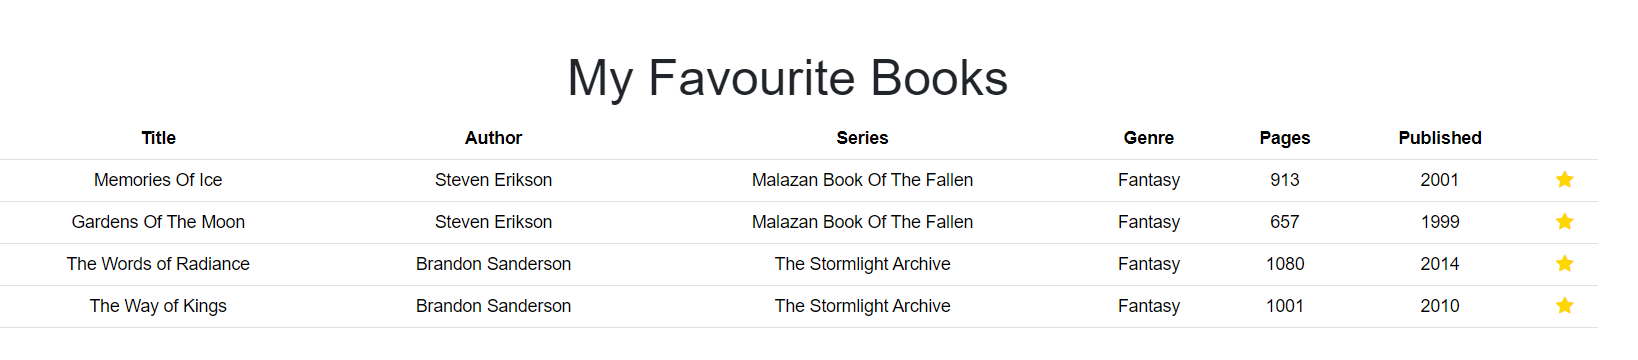 My Favourite Books
Title Author Series Genre Pages Published
Memories Of Ice Steven Erikson Malazan Book Of The Fallen Fantasy 913 2001
Gardens Of The Moon Steven Erikson Malazan Book Of The Fallen Fantasy 657 1999
The Words of Radiance Brandon Sanderson The Stormlight Archive Fantasy 1080 2014
The Way of Kings Brandon Sanderson The Stormlight Archive Fantasy 1001 2010